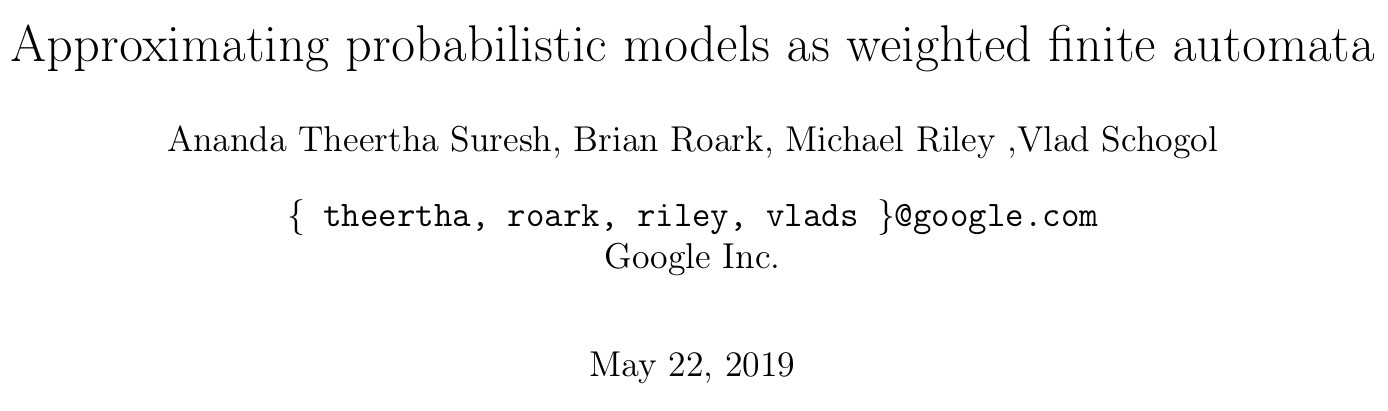 Approximating probabilistic models as weighted finite automata
Ananda Theertha Suresh, Brian Roark, Michael Riley ,Vlad Schogol
{ theertha, roark, riley, vlads }@google.com
Google Inc.
May 22, 2019